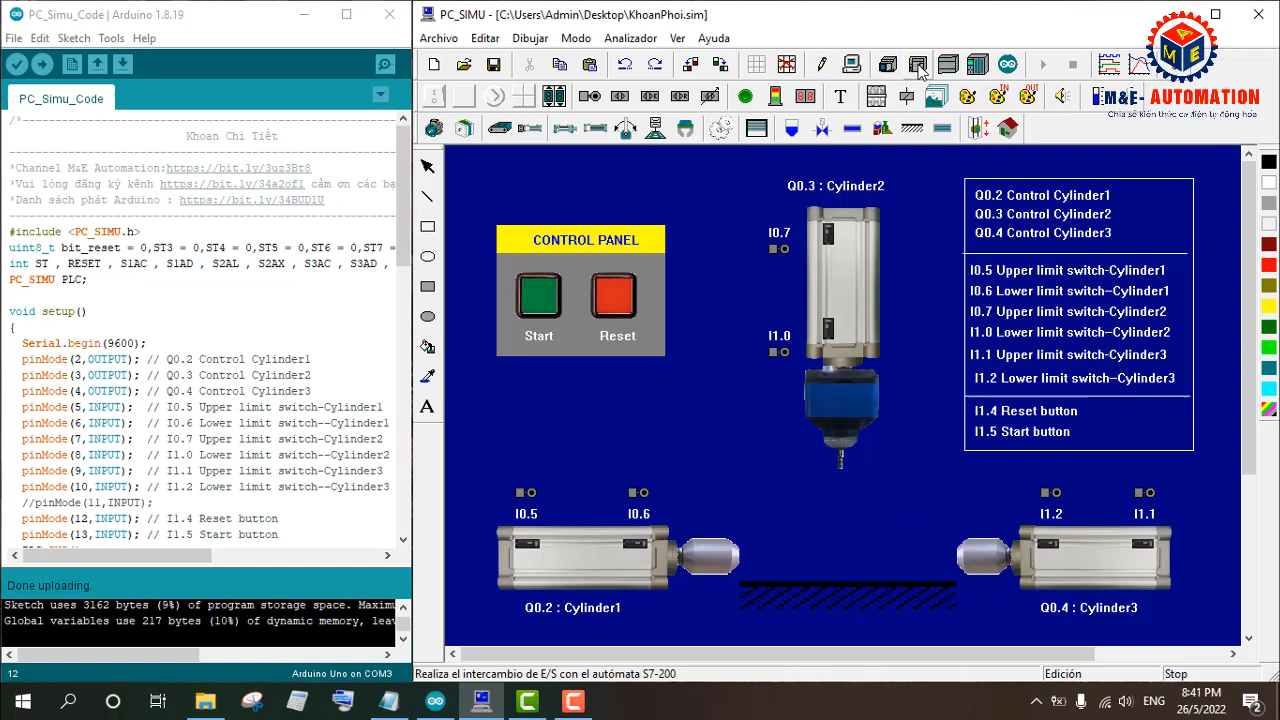 PC_Simu_Code | Arduino 1.8.19
File Edit Sketch Tools Help
PC_Simu_Code
/*
Khoan Chi Tiết
*Channel M&E Automation:https://bit.ly/3uz3Bt8
*Vui lòng đăng ký kênh https://bit.ly/34a2of1 cảm ơn các bạ
*Danh sách phát Arduino : https://bit.ly/34BUD1U
#include <PC_SIMU.h>
uint8_t bit_reset = 0,ST3 = 0,ST4 = 0,ST5 = 0,ST6 = 0,ST7 =
int ST , RESET , S1AC , S1AD , S2AL , S2AX , S3AC , S3AD ,
PC_SIMU PLC;
void setup()
{
Serial.begin(9600);
pinMode(2,OUTPUT); // Q0.2 Control Cylinder1
pinMode(3,OUTPUT); // Q0.3 Control Cylinder2
pinMode(4,OUTPUT); // Q0.4 Control Cylinder3
pinMode(5,INPUT); // I0.5 Upper limit switch-Cylinder1
pinMode(6,INPUT); // I0.6 Lower limit switch--Cylinder1
pinMode(7,INPUT); // I0.7 Upper limit switch-Cylinder2
pinMode(8,INPUT); // I1.0 Lower limit switch--Cylinder2
pinMode(9,INPUT); // I1.1 Upper limit switch-Cylinder3
pinMode(10,INPUT); // I1.2 Lower limit switch--Cylinder3
//pinMode(11,INPUT);
pinMode(12,INPUT); // I1.4 Reset button
pinMode(13,INPUT); // I1.5 Start button
Done uploading.
Sketch uses 3162 bytes (9%) of program storage space. Maximu
Global variables use 217 bytes (10%) of dynamic memory, leav
12
Arduino Uno on COM3
PC_SIMU - [C:\Users\Admin\Desktop\KhoanPhoi.sim]
Archivo Editar Dibujar Modo Analizador Ver Ayuda
A
M E
M&E- AUTOMATION
Chia sẻ kiến thức cơ điện tự động hóa
CONTROL PANEL
Start Reset
Q0.3 : Cylinder2
I0.7
I1.0
Q0.2 Control Cylinder1
Q0.3 Control Cylinder2
Q0.4 Control Cylinder3
I0.5 Upper limit switch-Cylinder1
I0.6 Lower limit switch--Cylinder1
I0.7 Upper limit switch-Cylinder2
I1.0 Lower limit switch--Cylinder2
I1.1 Upper limit switch-Cylinder3
I1.2 Lower limit switch-Cylinder3
I1.4 Reset button
I1.5 Start button
I0.5 I0.6
Q0.2 : Cylinder1
I1.2 I1.1
Q0.4 : Cylinder3
Realiza el intercambio de E/S con el autómata S7-200
Edición
Stop
ENG
8:41 PM
26/5/2022
2